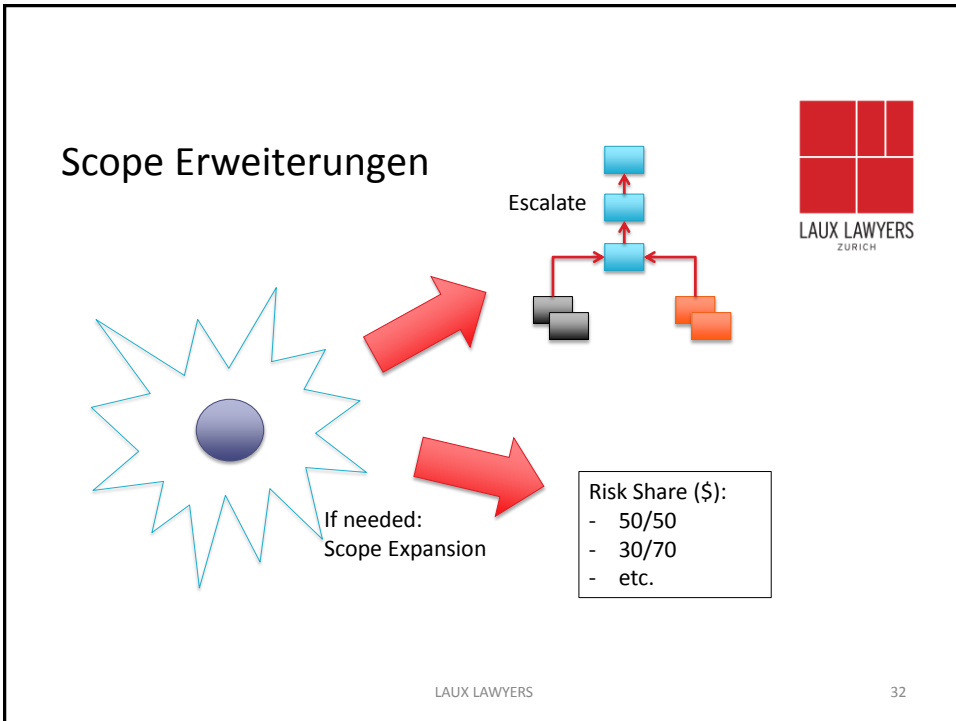 Scope Erweiterungen
Escalate
LAUX LAWYERS
ZURICH
If needed:
Scope Expansion
Risk Share ($):
- 50/50
- 30/70
- etc.
LAUX LAWYERS
32